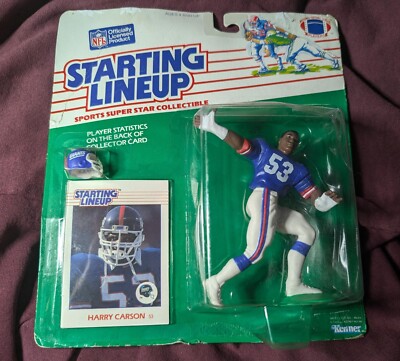 NFL
Officially
Licensed
Product
STARTING
LINEUP
SPORTS SUPER STAR COLLECTIBLE
PLAYER STATISTICS
ON THE BACK OF
COLLECTOR CARD
53
STARTING
LINEUP
53
HARRY CARSON
Kenner